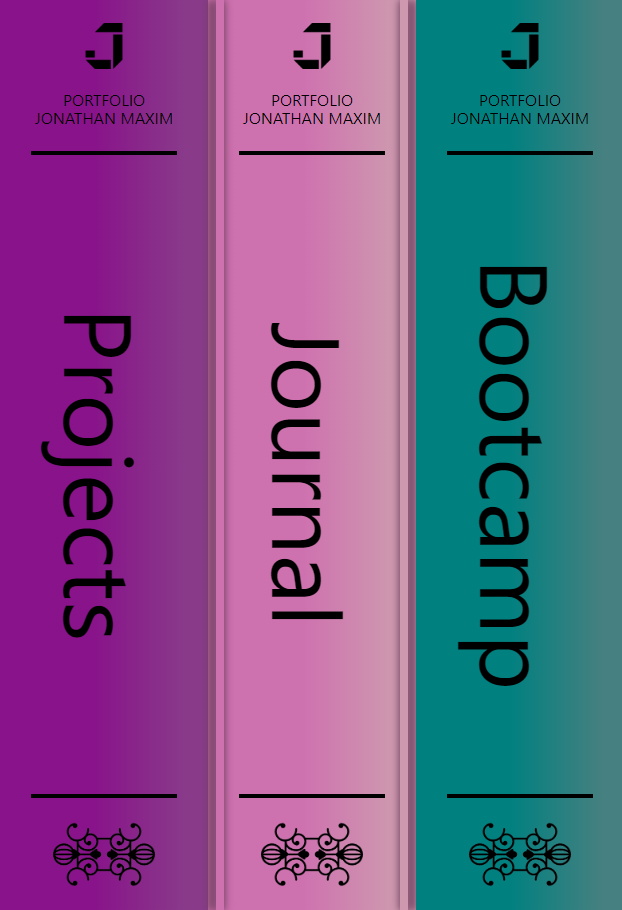 J
PORTFOLIO
JONATHAN MAXIM
Projects
J
PORTFOLIO
JONATHAN MAXIM
Journal
J
PORTFOLIO
JONATHAN MAXIM
Bootcamp